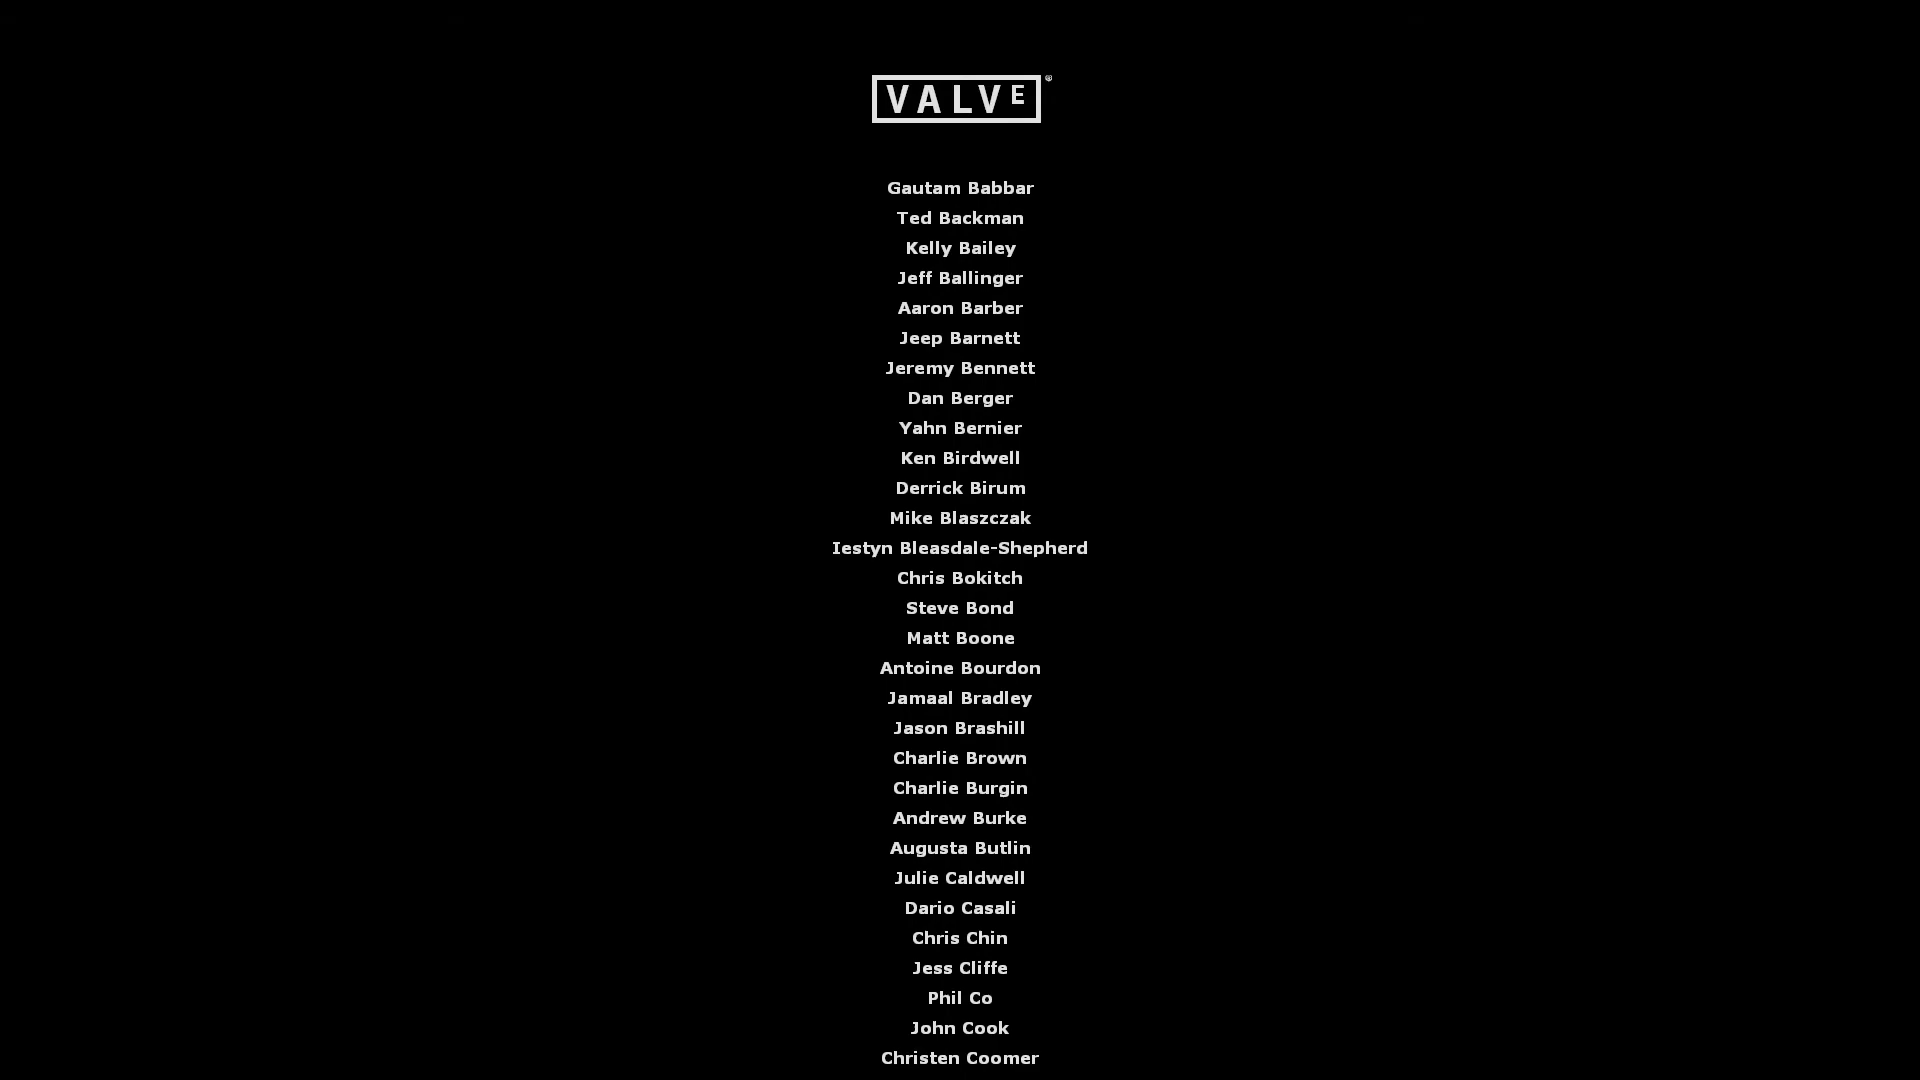 VALVE®
Gautam Babbar
Ted Backman
Kelly Bailey
Jeff Ballinger
Aaron Barber
Jeep Barnett
Jeremy Bennett
Dan Berger
Yahn Bernier
Ken Birdwell
Derrick Birum
Mike Blaszczak
Iestyn Bleasdale-Shepherd
Chris Bokitch
Steve Bond
Matt Boone
Antoine Bourdon
Jamaal Bradley
Jason Brashill
Charlie Brown
Charlie Burgin
Andrew Burke
Augusta Butlin
Julie Caldwell
Dario Casali
Chris Chin
Jess Cliffe
Phil Co
John Cook
Christen Coomer